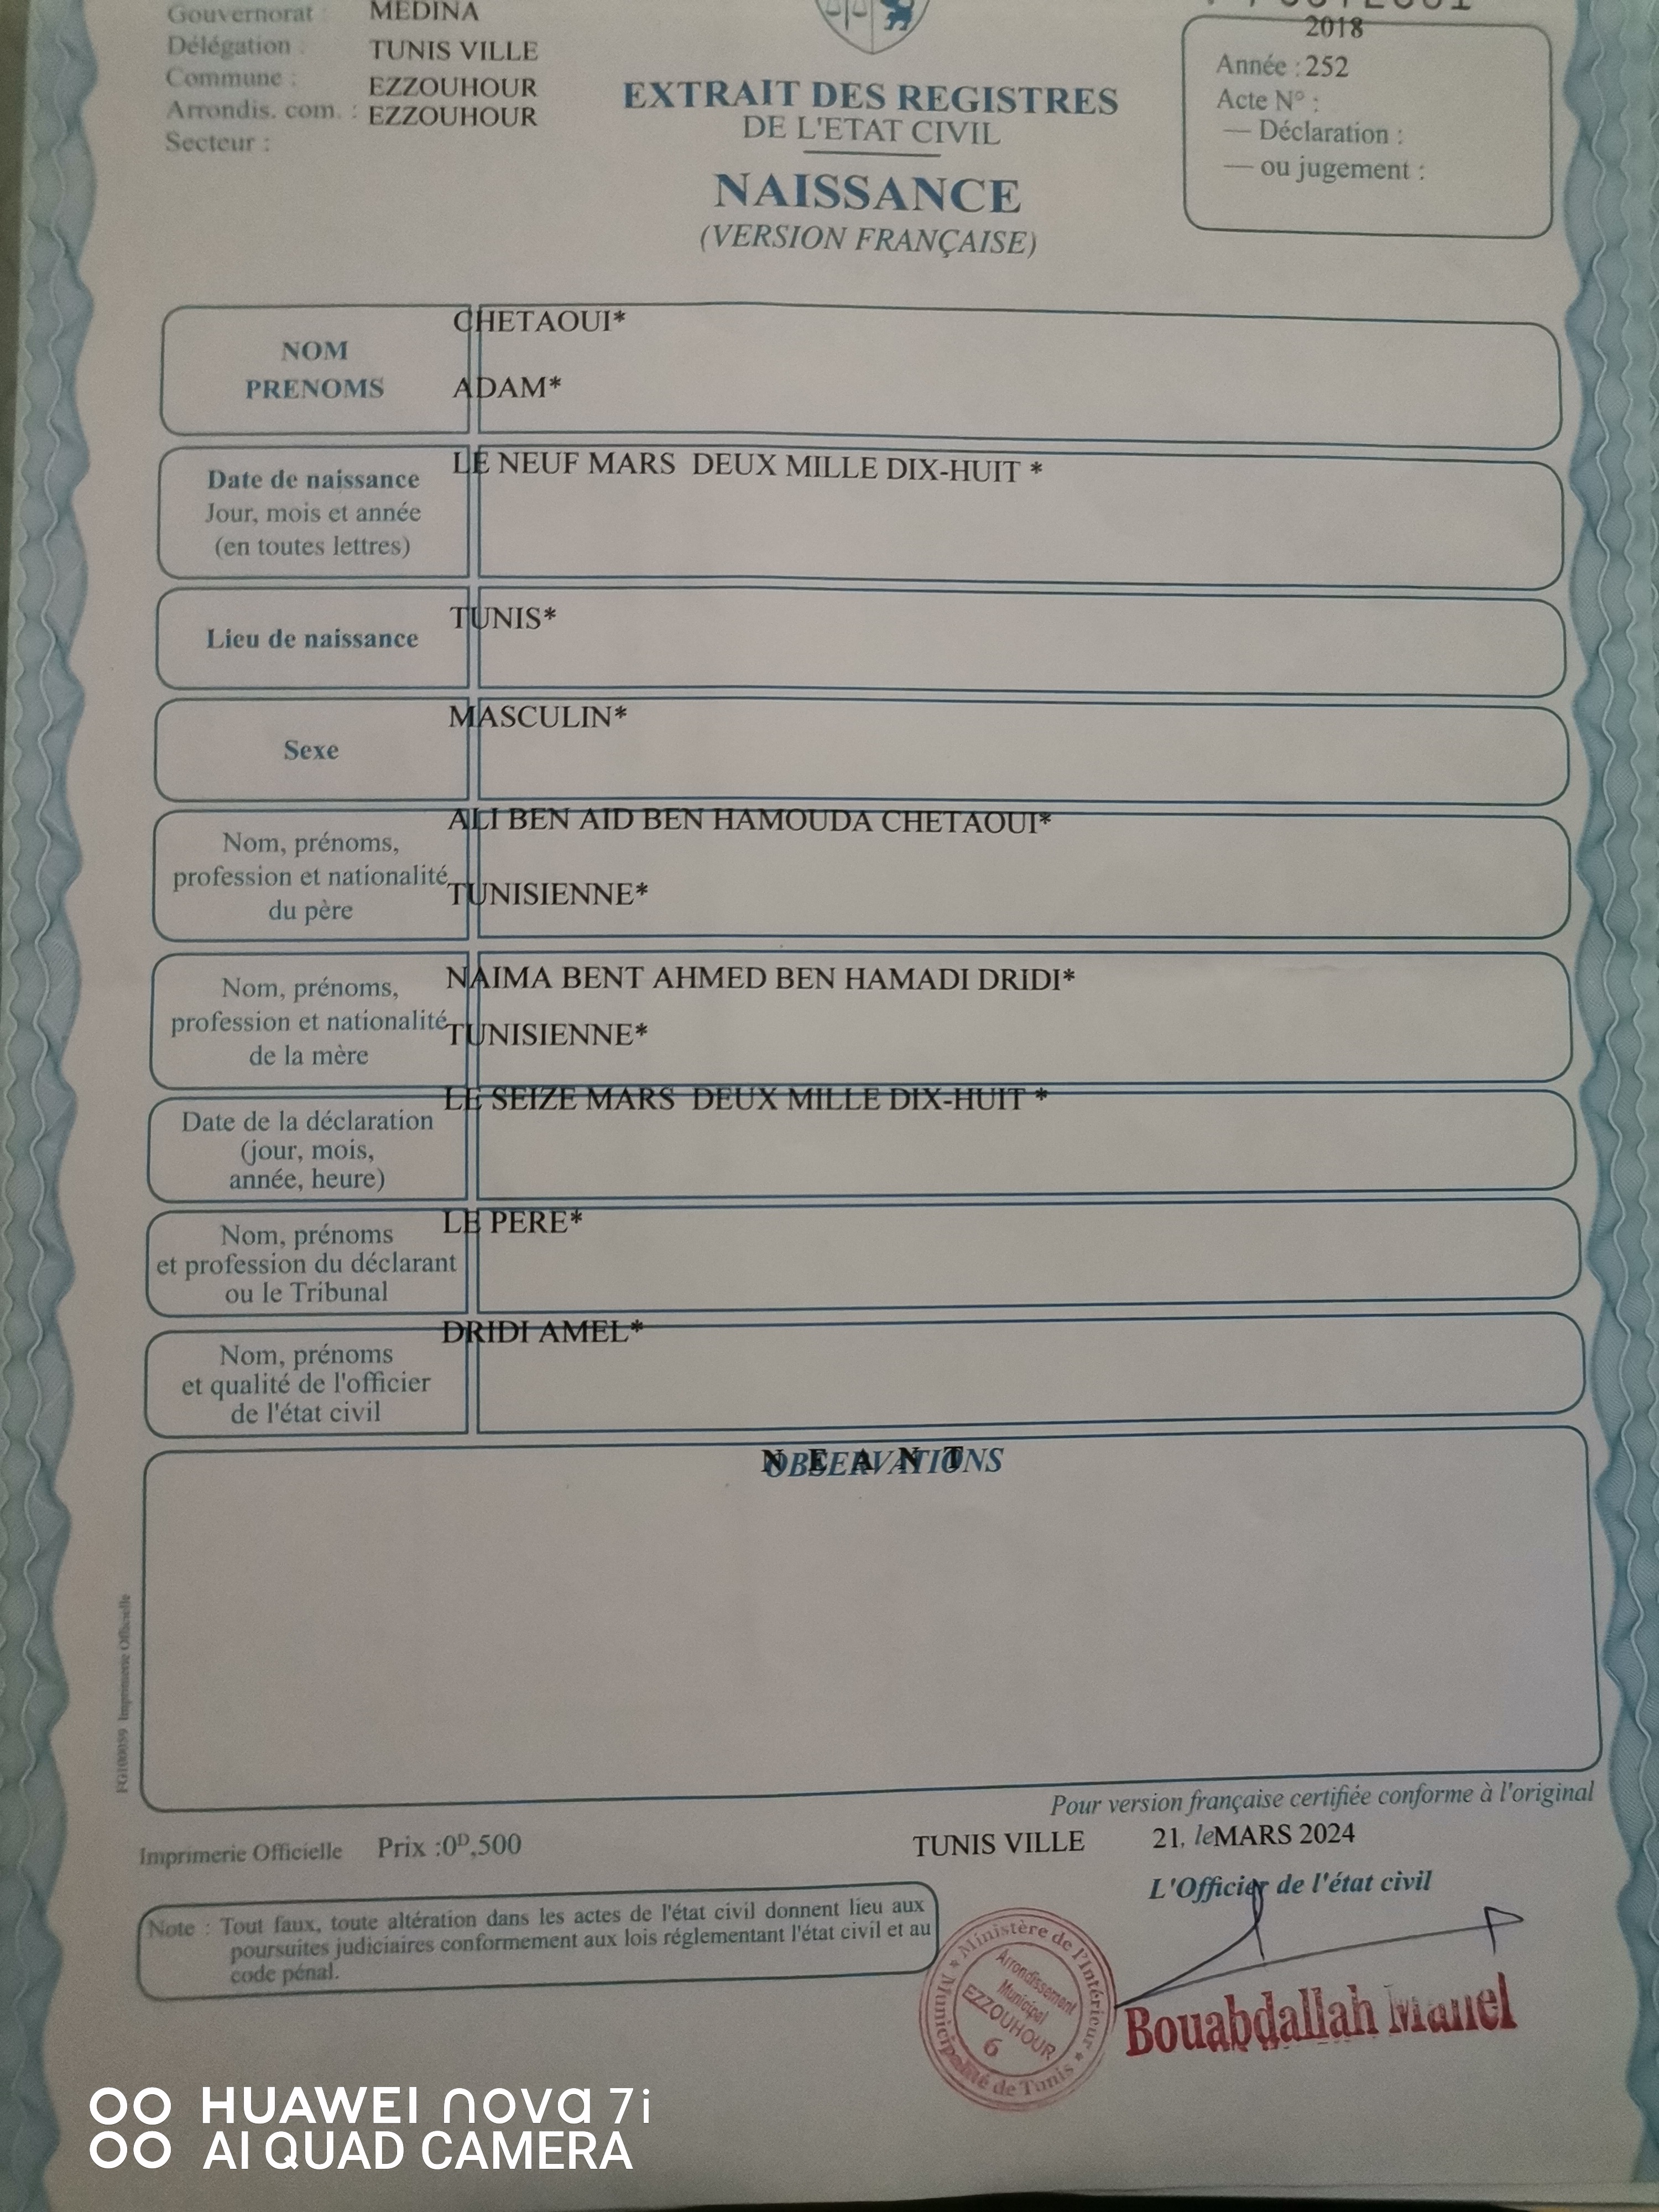 Gouvernorat : MEDINA
Délégation : TUNIS VILLE
Commune : EZZOUHOUR
Arrondis. com. : EZZOUHOUR
Secteur :
EXTRAIT DES REGISTRES
DE L'ETAT CIVIL
NAISSANCE
(VERSION FRANÇAISE)
2018
Année : 252
Acte N° :
— Déclaration :
— ou jugement :
NOM
PRENOMS
CHETAOUI*
ADAM*
Date de naissance
Jour, mois et année
(en toutes lettres)
LE NEUF MARS DEUX MILLE DIX-HUIT *
Lieu de naissance
TUNIS*
Sexe
MASCULIN*
Nom, prénoms,
profession et nationalité
du père
ALI BEN AID BEN HAMOUDA CHETAOUI*
TUNISIENNE*
Nom, prénoms,
profession et nationalité
de la mère
NAIMA BENT AHMED BEN HAMADI DRIDI*
TUNISIENNE*
Date de la déclaration
(jour, mois,
année, heure)
LE SEIZE MARS DEUX MILLE DIX-HUIT *
Nom, prénoms
et profession du déclarant
ou le Tribunal
LE PERE*
Nom, prénoms
et qualité de l'officier
de l'état civil
DRIDI AMEL*
OBSERVATIONS
N E A N T
FG100039 Imprimerie Officielle
Pour version française certifiée conforme à l'original
Imprimerie Officielle Prix :0D,500
TUNIS VILLE 21, le MARS 2024
L'Officier de l'état civil
Note : Tout faux, toute altération dans les actes de l'état civil donnent lieu aux
poursuites judiciaires conformement aux lois réglementant l'état civil et au
code pénal.
Ministère de l'Intérieur
Municipalité de Tunis
Arrondissement
Municipal
EZZOUHOUR
6
Bouabdallah Manel
HUAWEI nova 7i
AI QUAD CAMERA